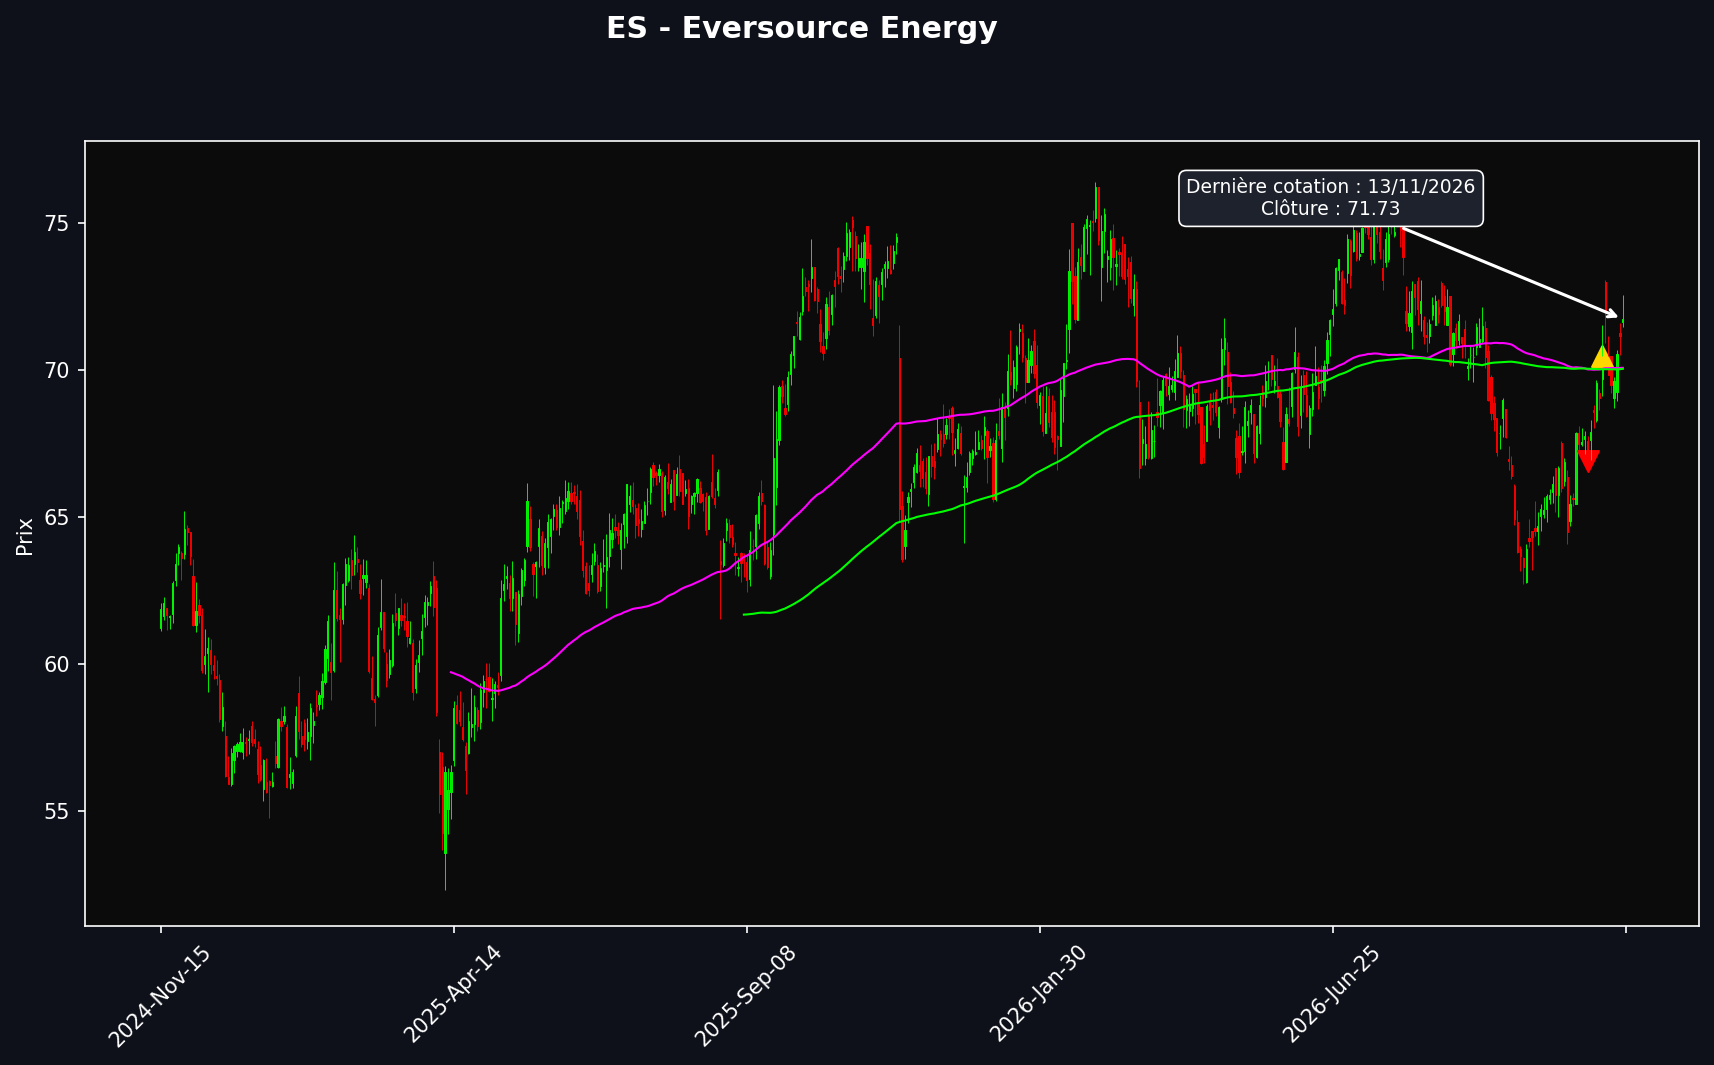 ES - Eversource Energy
Dernière cotation : 13/11/2026
Clôture : 71.73
Prix
75
70
65
60
55
2024-Nov-15
2025-Apr-14
2025-Sep-08
2026-Jan-30
2026-Jun-25